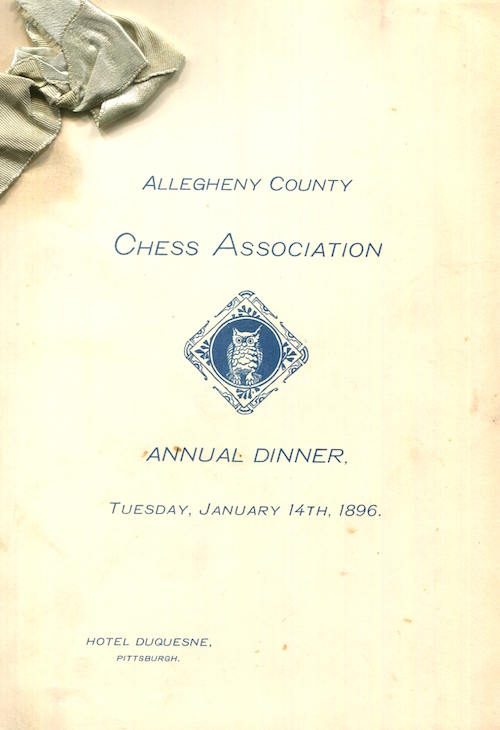 Allegheny County
Chess Association
Annual Dinner,
Tuesday, January 14th, 1896.
Hotel Duquesne,
Pittsburgh.